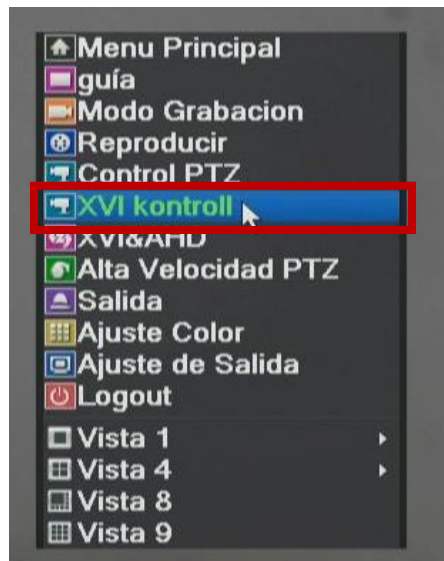 Menu Principal
guía
Modo Grabacion
Reproducir
Control PTZ
XVI kontroll
XVI&AHD
Alta Velocidad PTZ
Salida
Ajuste Color
Ajuste de Salida
Logout
Vista 1
Vista 4
Vista 8
Vista 9